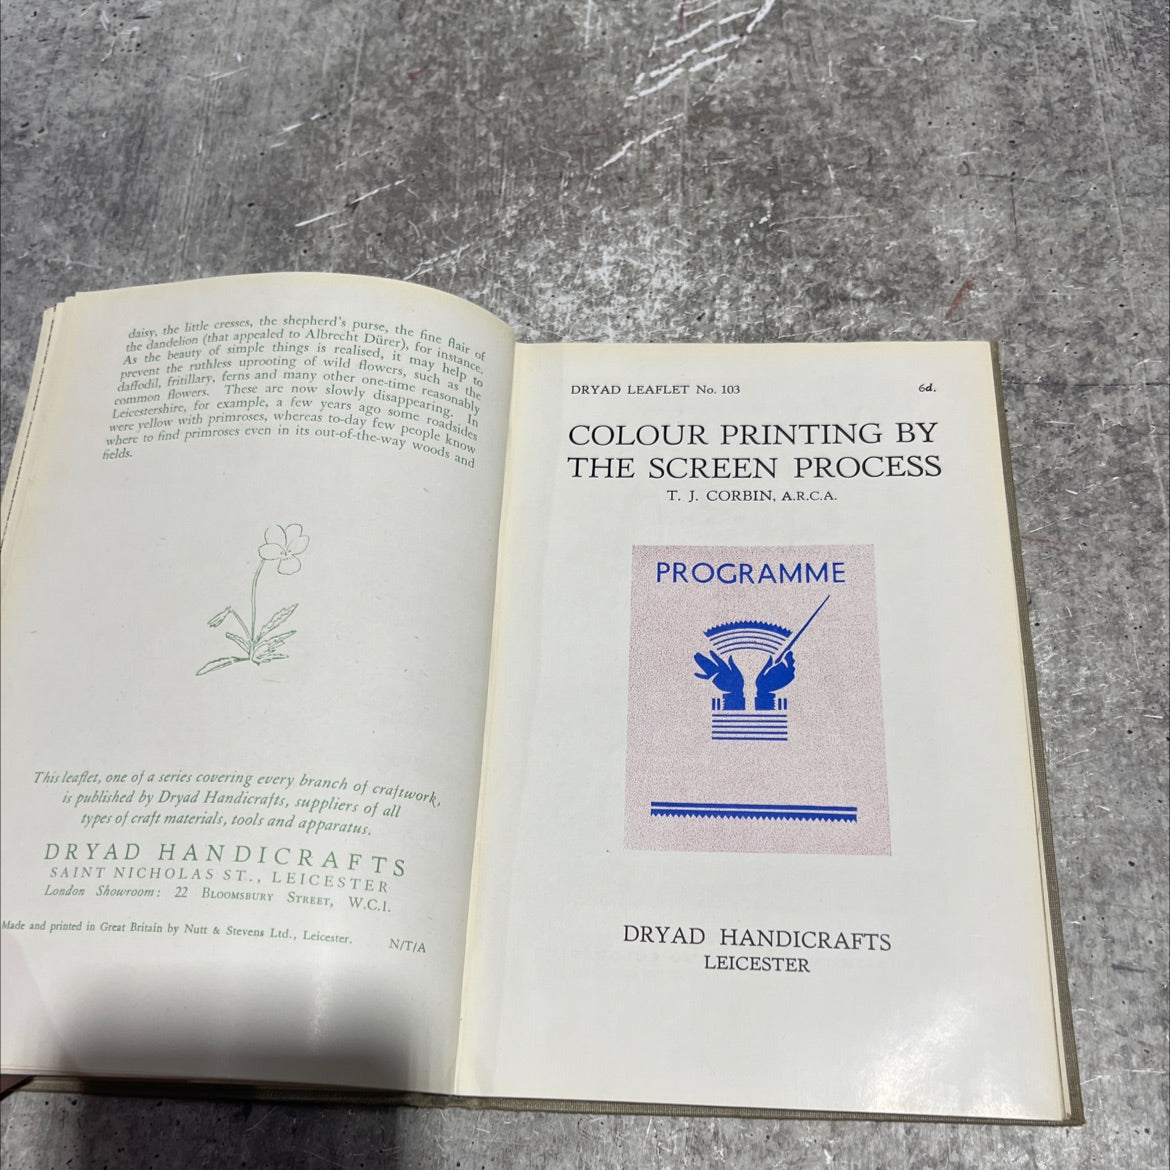 daisy, the little cresses, the shepherd's purse, the fine flair of
the dandelion (that appealed to Albrecht Dürer), for instance.
As the beauty of simple things is realised, it may help to
prevent the ruthless uprooting of wild flowers, such as the
daffodil, fritillary, ferns and many other one-time reasonably
common flowers. These are now slowly disappearing. In
Leicestershire, for example, a few years ago some roadsides
were yellow with primroses, whereas to-day few people know
where to find primroses even in its out-of-the-way woods and
fields.
This leaflet, one of a series covering every branch of craftwork,
is published by Dryad Handicrafts, suppliers of all
types of craft materials, tools and apparatus.
DRYAD HANDICRAFTS
SAINT NICHOLAS ST., LEICESTER
London Showroom: 22 BLOOMSBURY STREET, W.C.1.
Made and printed in Great Britain by Nutt & Stevens Ltd., Leicester.
N/T/A
DRYAD LEAFLET No. 103 6d.
COLOUR PRINTING BY
THE SCREEN PROCESS
T. J. CORBIN, A.R.C.A.
PROGRAMME
DRYAD HANDICRAFTS
LEICESTER